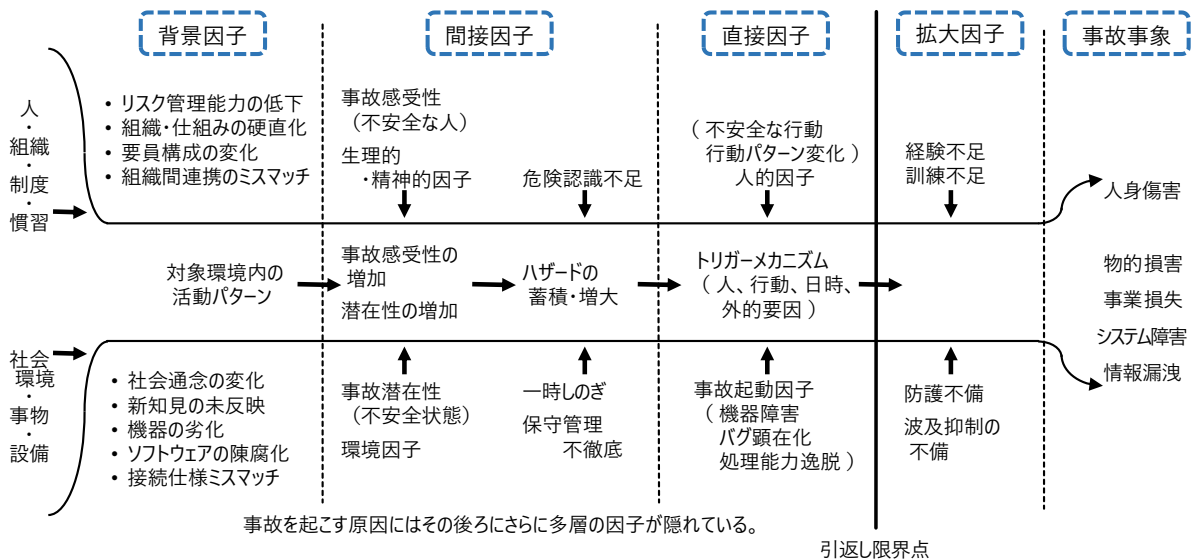 背景因子
間接因子
直接因子
拡大因子
事故事象
人
・
組織
・
制度
・
慣習
• リスク管理能力の低下
• 組織・仕組みの硬直化
• 要員構成の変化
• 組織間連携のミスマッチ
事故感受性
（不安全な人）
生理的
・精神的因子
危険認識不足
（ 不安全な行動
行動パターン変化 ）
人的因子
経験不足
訓練不足
人身傷害
対象環境内の
活動パターン
事故感受性の
増加
潜在性の増加
ハザードの
蓄積・増大
トリガーメカニズム
（ 人、行動、日時、
外的要因 ）
物的損害
事業損失
システム障害
情報漏洩
社会
環境
・
事物
・
設備
• 社会通念の変化
• 新知見の未反映
• 機器の劣化
• ソフトウェアの陳腐化
• 接続仕様ミスマッチ
事故潜在性
（不安全状態）
環境因子
一時しのぎ
保守管理
不徹底
事故起動因子
（ 機器障害
バグ顕在化
処理能力逸脱 ）
防護不備
波及抑制の
不備
事故を起こす原因にはその後ろにさらに多層の因子が隠れている。
引返し限界点